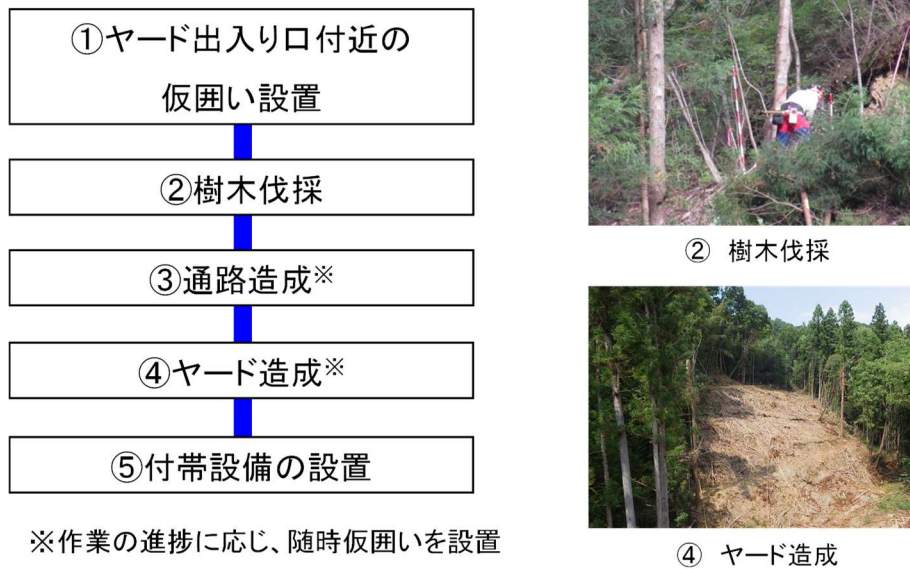 ①ヤード出入り口付近の
仮囲い設置
②樹木伐採
③通路造成※
④ヤード造成※
⑤付帯設備の設置
※作業の進捗に応じ、随時仮囲いを設置
② 樹木伐採
④ ヤード造成